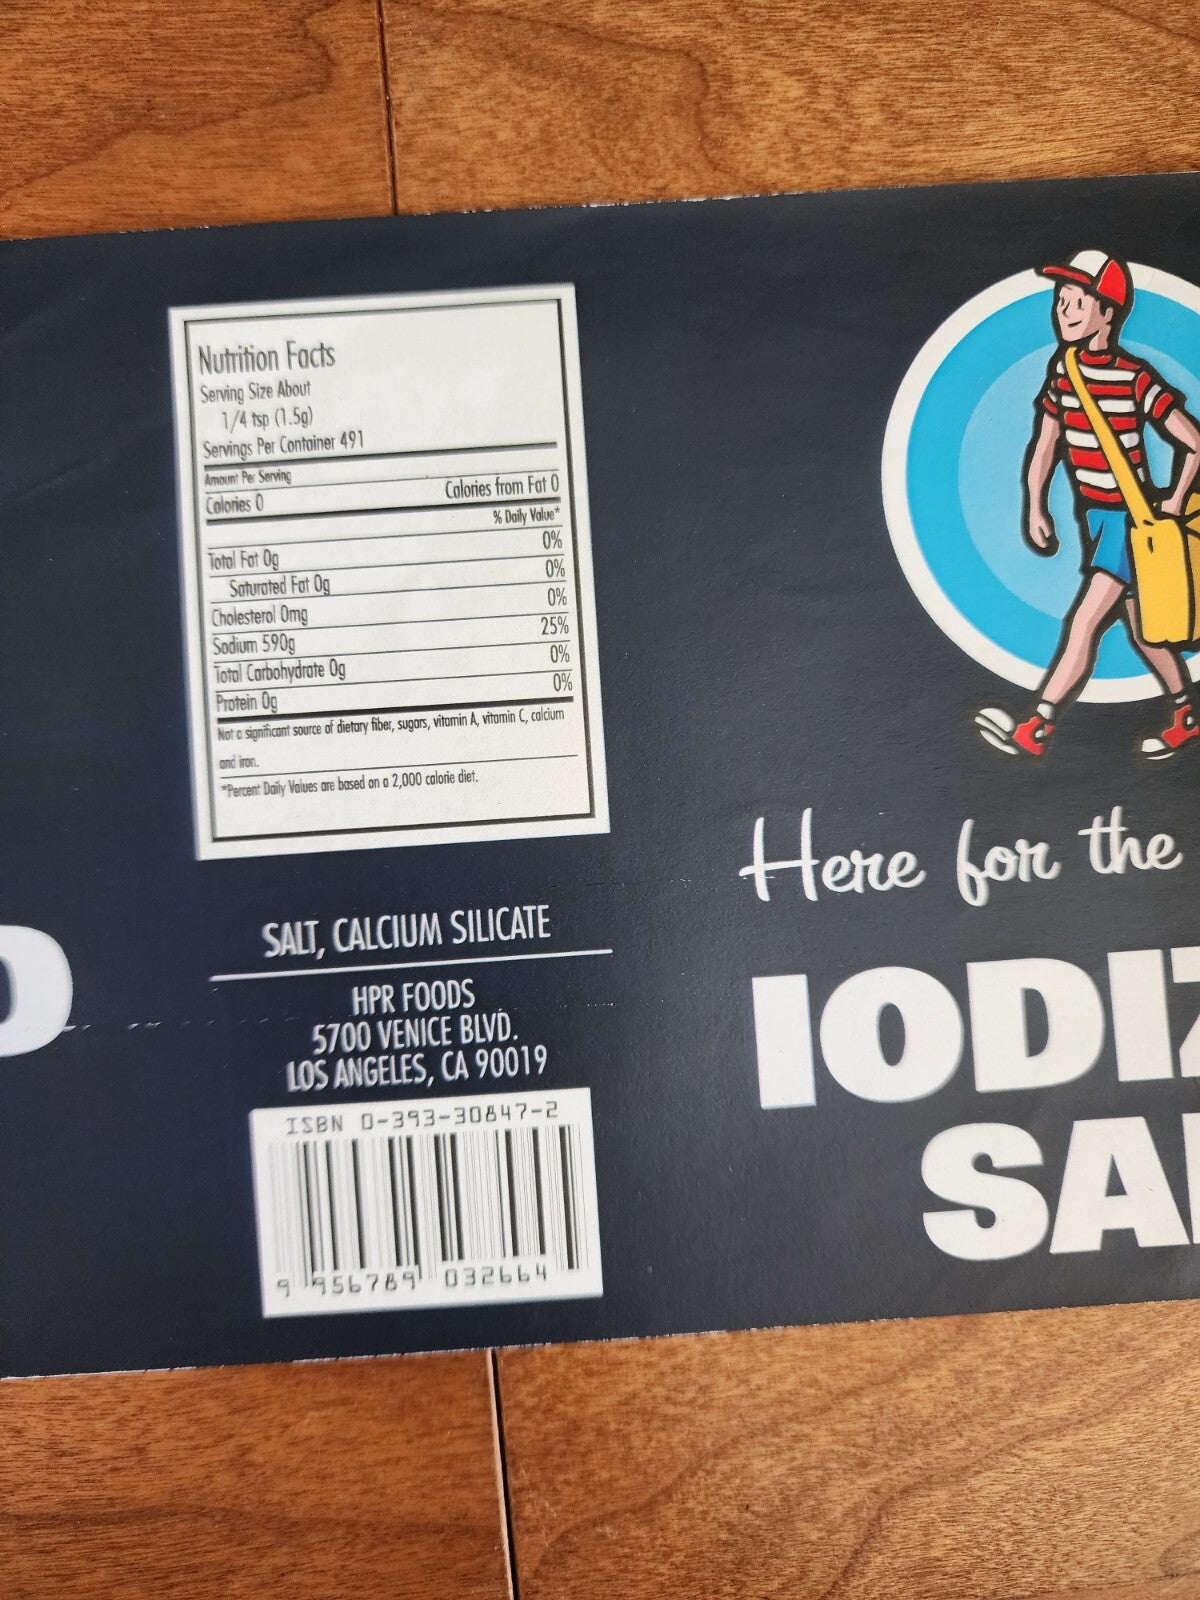 Nutrition Facts
Serving Size About
1/4 tsp (1.5g)
Servings Per Container 491
Amount Per Serving
Calories 0 Calories from Fat 0
% Daily Value*
Total Fat 0g 0%
Saturated Fat 0g 0%
Cholesterol 0mg 0%
Sodium 590g 25%
Total Carbohydrate 0g 0%
Protein 0g 0%
Not a significant source of dietary fiber, sugars, vitamin A, vitamin C, calcium
and iron.
*Percent Daily Values are based on a 2,000 calorie diet.
SALT, CALCIUM SILICATE
HPR FOODS
5700 VENICE BLVD.
LOS ANGELES, CA 90019
ISBN 0-393-30847-2
9 956789 032664
D
Here for the
IODIZ
SAL